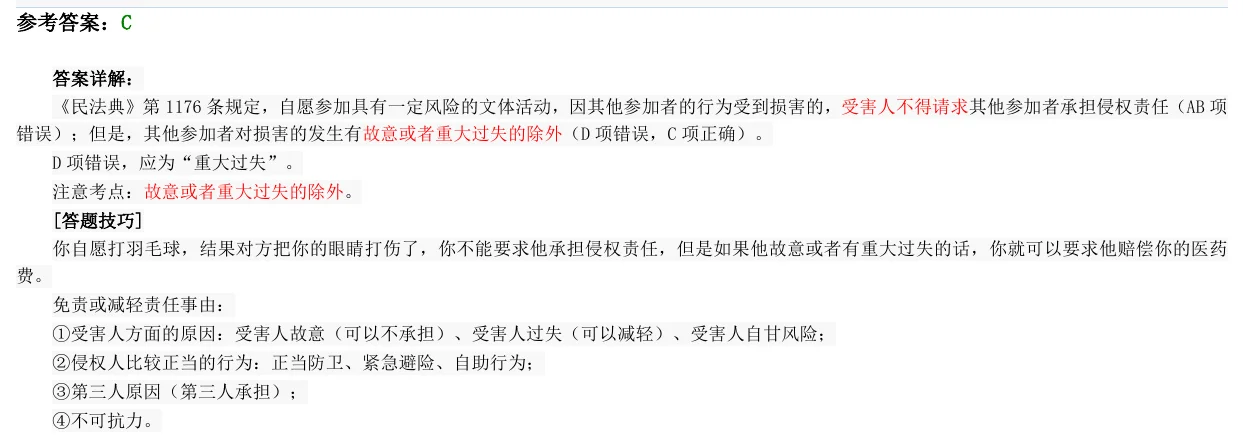 参考答案：C
答案详解：
《民法典》第 1176 条规定，自愿参加具有一定风险的文体活动，因其他参加者的行为受到损害的，受害人不得请求其他参加者承担侵权责任（AB 项
错误）；但是，其他参加者对损害的发生有故意或者重大过失的除外（D 项错误，C 项正确）。
D 项错误，应为“重大过失”。
注意考点：故意或者重大过失的除外。
[答题技巧]
你自愿打羽毛球，结果对方把你的眼睛打伤了，你不能要求他承担侵权责任，但是如果他故意或者有重大过失的话，你就可以要求他赔偿你的医药
费。
免责或减轻责任事由：
①受害人方面的原因：受害人故意（可以不承担）、受害人过失（可以减轻）、受害人自甘风险；
②侵权人比较正当的行为：正当防卫、紧急避险、自助行为；
③第三人原因（第三人承担）；
④不可抗力。